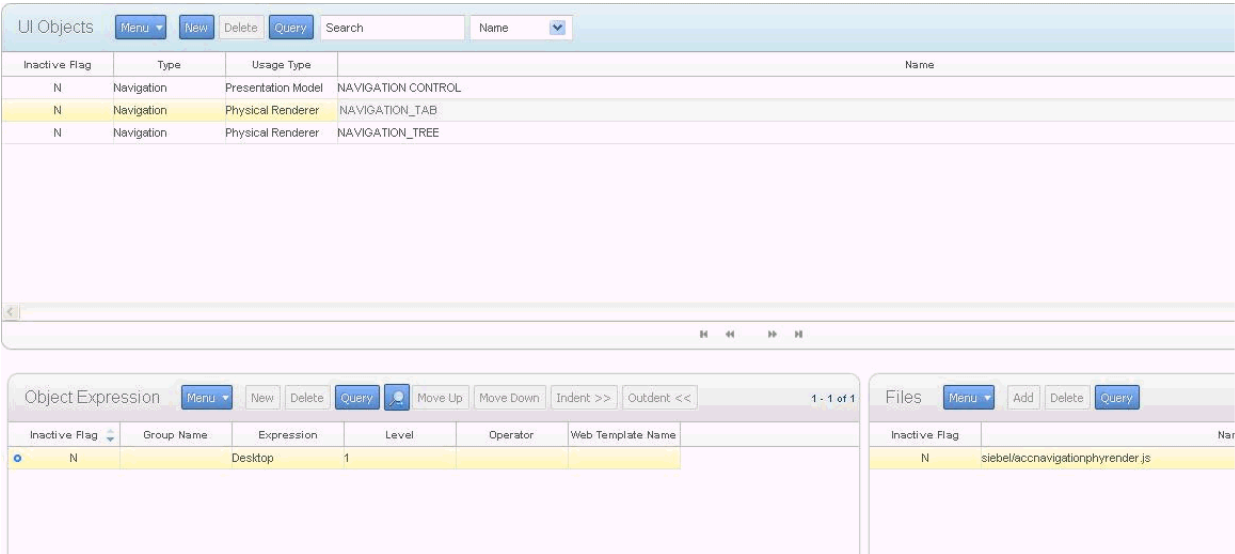 UI Objects Menu New Delete Query Search Name
Inactive Flag Type Usage Type Name
N Navigation Presentation Model NAVIGATION CONTROL
N Navigation Physical Renderer NAVIGATION_TAB
N Navigation Physical Renderer NAVIGATION_TREE
Object Expression Menu New Delete Query Move Up Move Down Indent >> Outdent << 1 - 1 of 1
Inactive Flag Group Name Expression Level Operator Web Template Name
N Desktop 1
Files Menu Add Delete Query
Inactive Flag Nar
N siebel/accnavigationphyrender.js